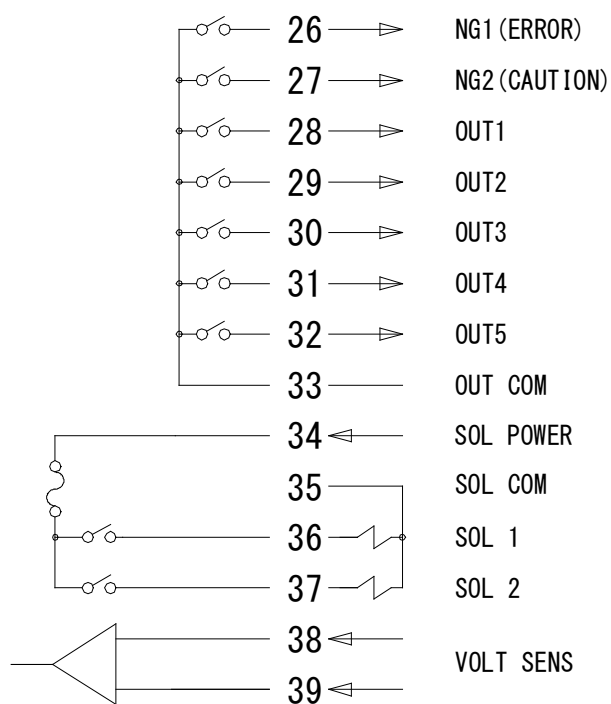 26 NG1(ERROR)
27 NG2(CAUTION)
28 OUT1
29 OUT2
30 OUT3
31 OUT4
32 OUT5
33 OUT COM
34 SOL POWER
35 SOL COM
36 SOL 1
37 SOL 2
38
VOLT SENS
39